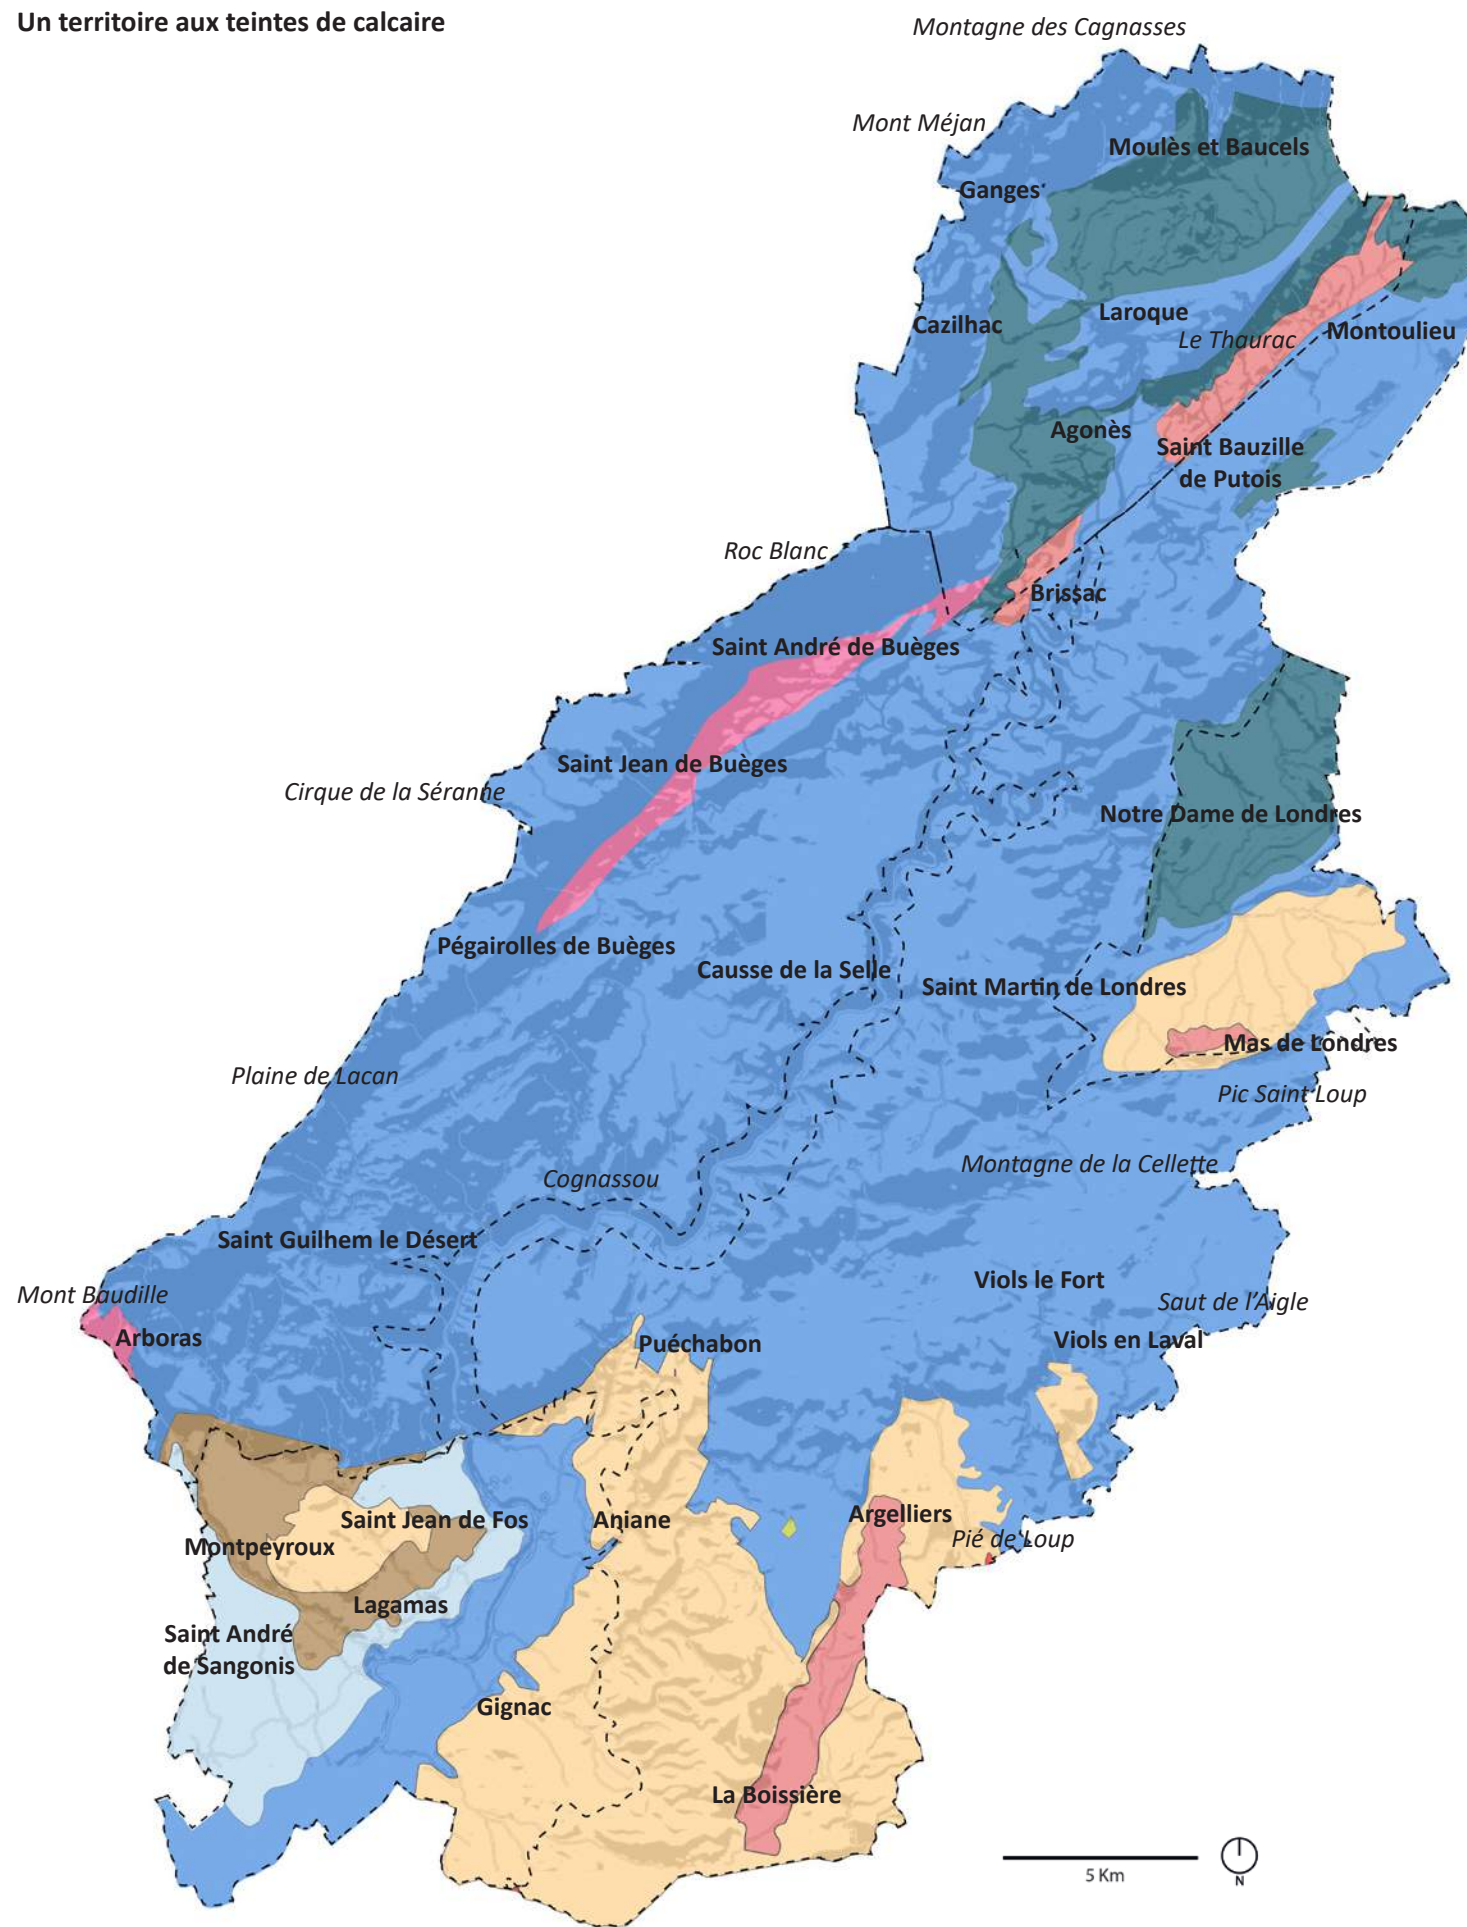 Un territoire aux teintes de calcaire
Montagne des Cagnasses
Mont Méjan
Moulès et Baucels
Ganges
Laroque
Cazilhac
Le Thaurac
Montoulieu
Agonès
Saint Bauzille
de Putois
Roc Blanc
Brissac
Saint André de Buèges
Saint Jean de Buèges
Cirque de la Séranne
Notre Dame de Londres
Pégairolles de Buèges
Causse de la Selle
Saint Martin de Londres
Mas de Londres
Plaine de Lacan
Pic Saint Loup
Montagne de la Cellette
Cognassou
Saint Guilhem le Désert
Viols le Fort
Mont Baudille
Saut de l'Aigle
Arboras
Puéchabon
Viols en Laval
Argelliers
Saint Jean de Fos
Aniane
Pié de Loup
Montpeyroux
Lagamas
Saint André
de Sangonis
Gignac
La Boissière
5 Km
N